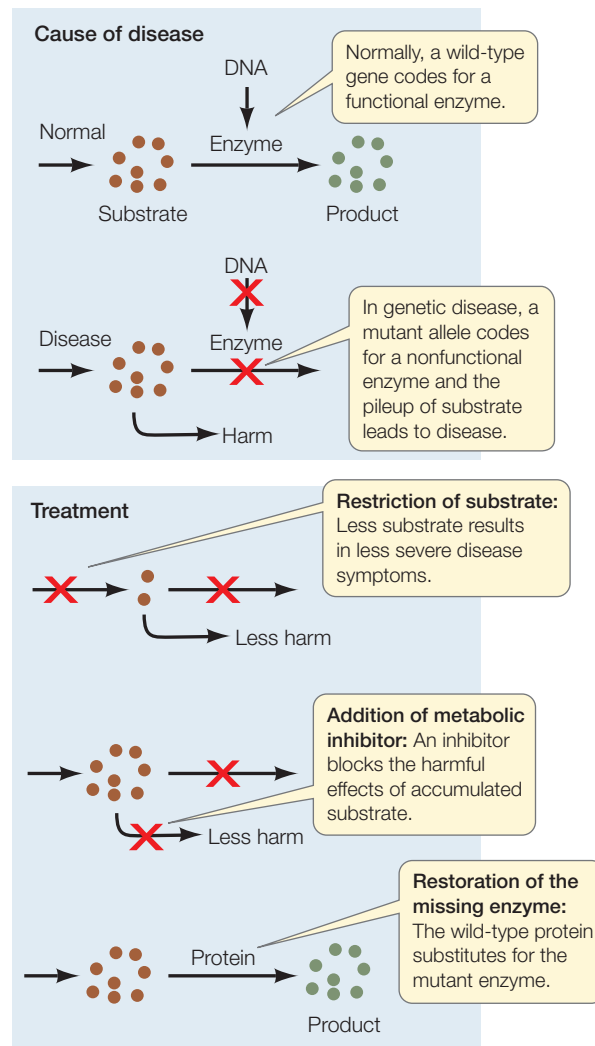 Cause of disease
Normally, a wild-type
gene codes for a
functional enzyme.
DNA
Normal
Enzyme
Substrate
Product
DNA
In genetic disease, a
mutant allele codes
for a nonfunctional
enzyme and the
pileup of substrate
leads to disease.
Disease
Enzyme
Harm
Treatment
Restriction of substrate:
Less substrate results
in less severe disease
symptoms.
Less harm
Addition of metabolic
inhibitor: An inhibitor
blocks the harmful
effects of accumulated
substrate.
Less harm
Restoration of the
missing enzyme:
The wild-type protein
substitutes for the
mutant enzyme.
Protein
Product